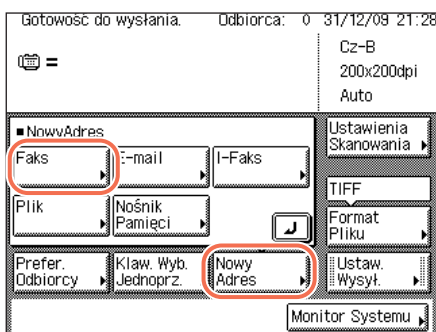 Gotowość do wysłania. Odbiorca: 0 31/12/09 21:28
=
Cz-B
200x200dpi
Auto
■NowyAdres
Faks
E-mail
I-Faks
Ustawienia
Skanowania
Plik
Nośnik
Pamięci
TIFF
Format
Pliku
Prefer.
Odbiorcy
Klaw. Wyb.
Jednoprz.
Nowy
Adres
Ustaw.
Wysył.
Monitor Systemu